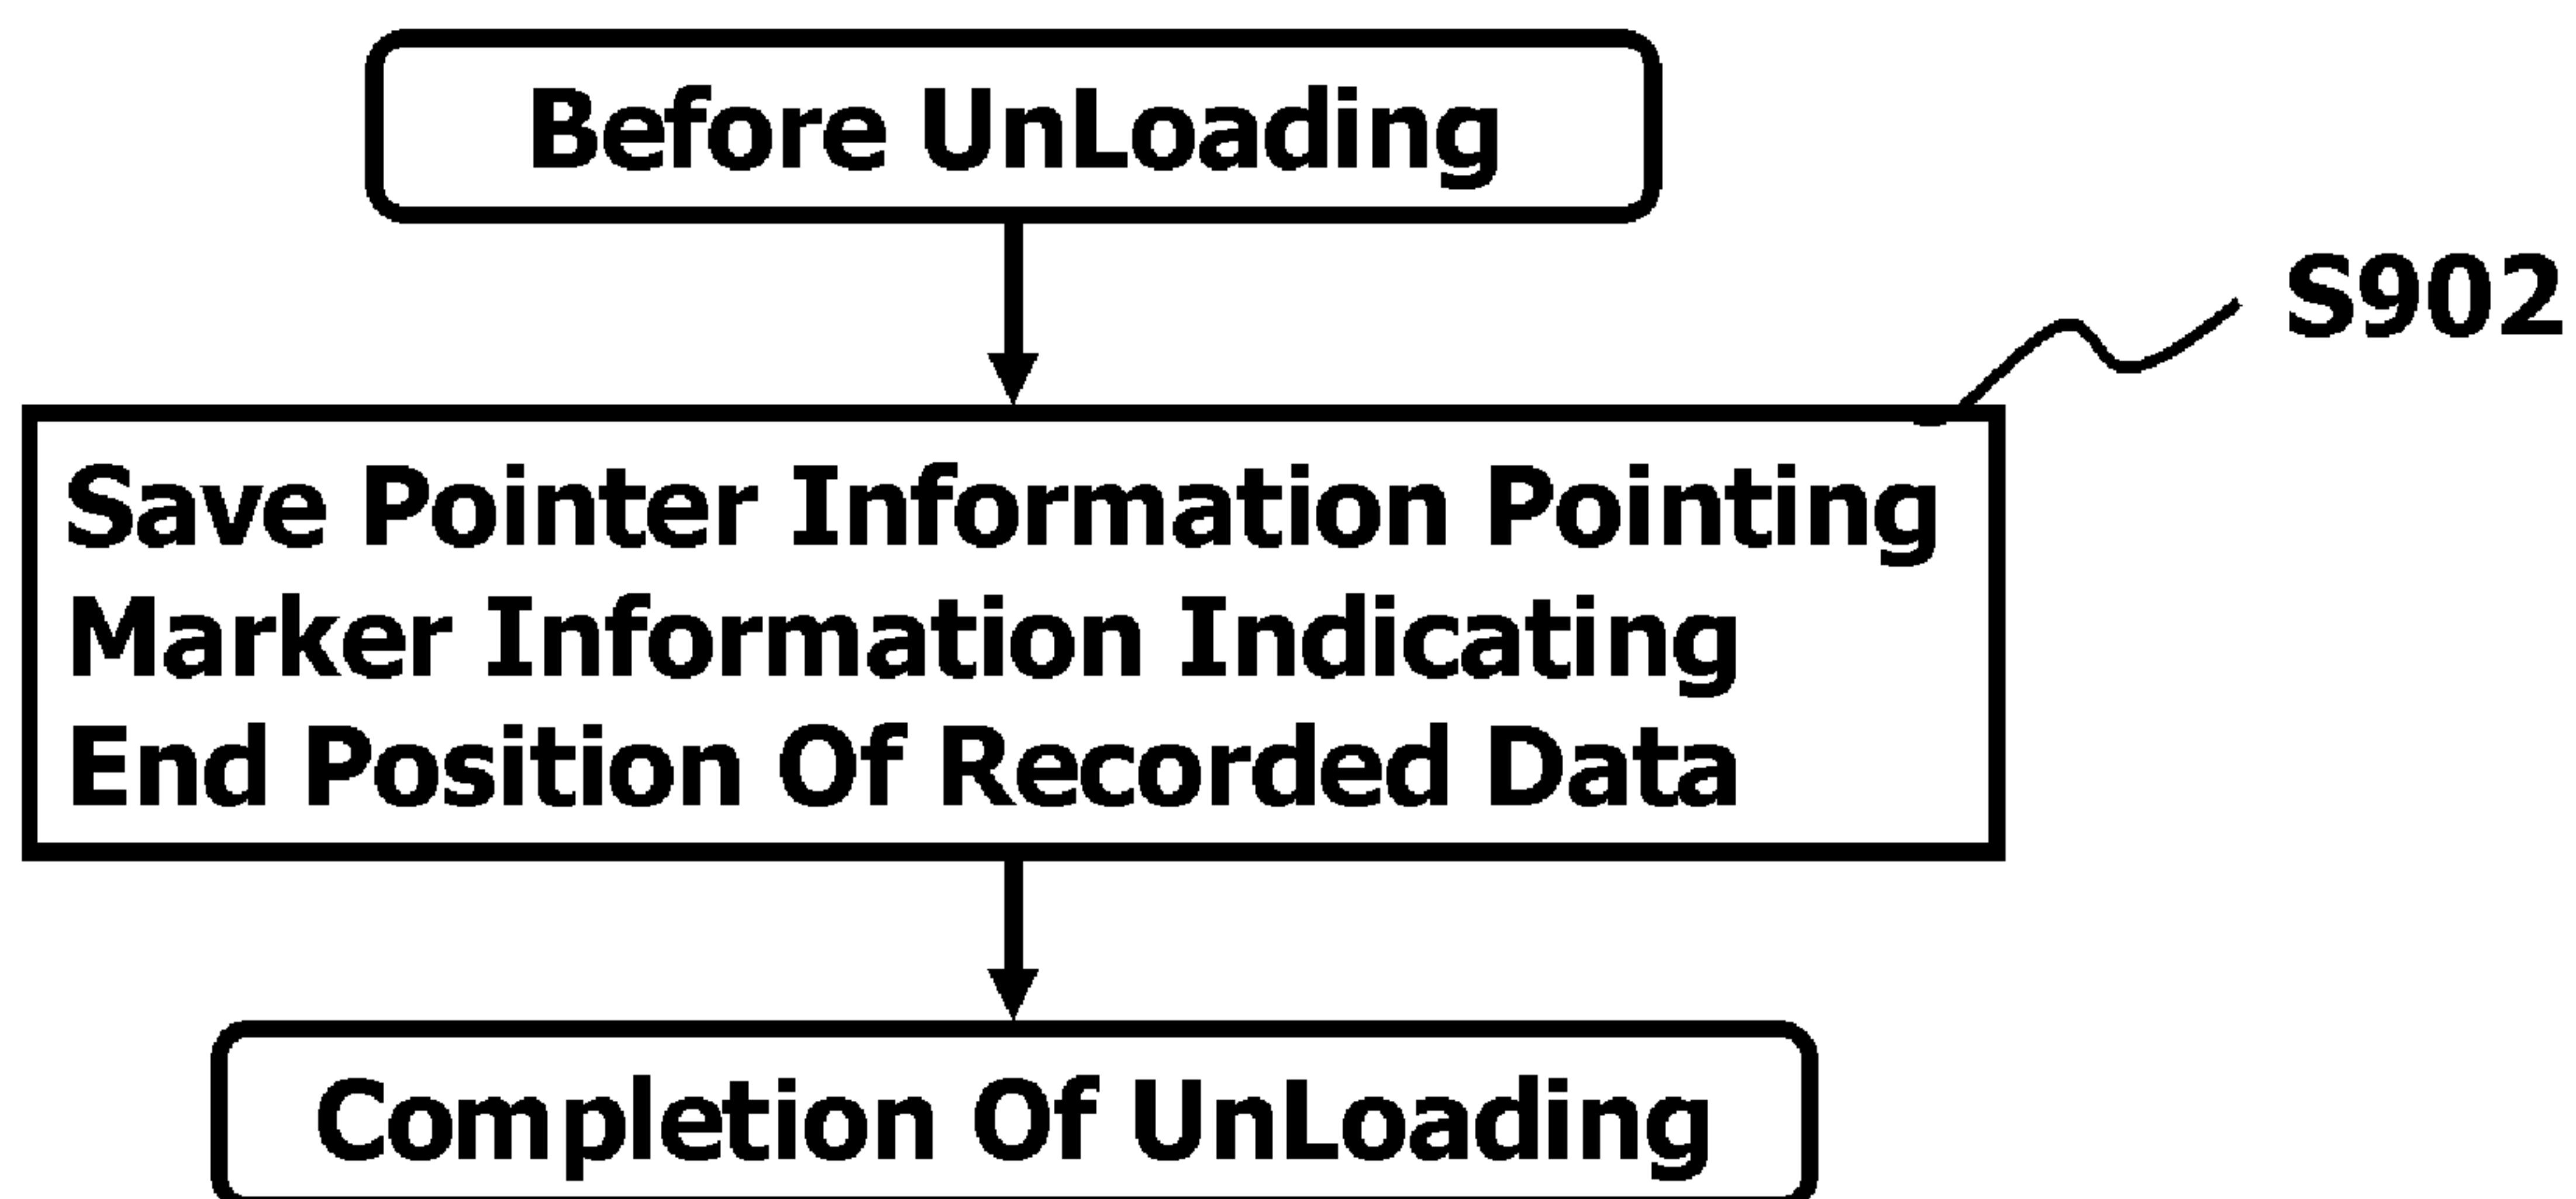 Before UnLoading
S902
Save Pointer Information Pointing
Marker Information Indicating
End Position Of Recorded Data
Completion Of UnLoading